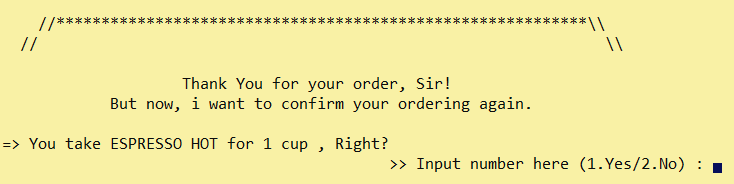 //***********************************************************\\
// \\
Thank You for your order, Sir!
But now, i want to confirm your ordering again.
=> You take ESPRESSO HOT for 1 cup , Right?
>> Input number here (1.Yes/2.No) :